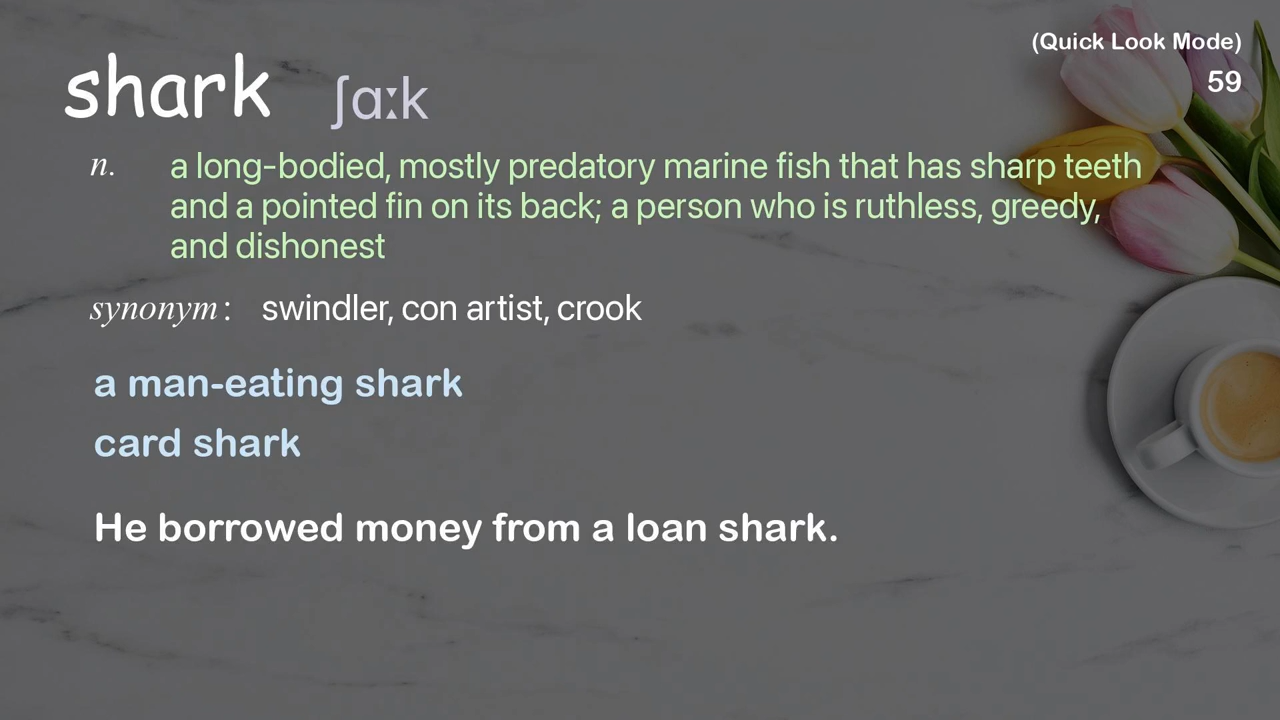 (Quick Look Mode)
59
shark ʃɑːk
n. a long-bodied, mostly predatory marine fish that has sharp teeth
and a pointed fin on its back; a person who is ruthless, greedy,
and dishonest
synonym: swindler, con artist, crook
a man-eating shark
card shark
He borrowed money from a loan shark.